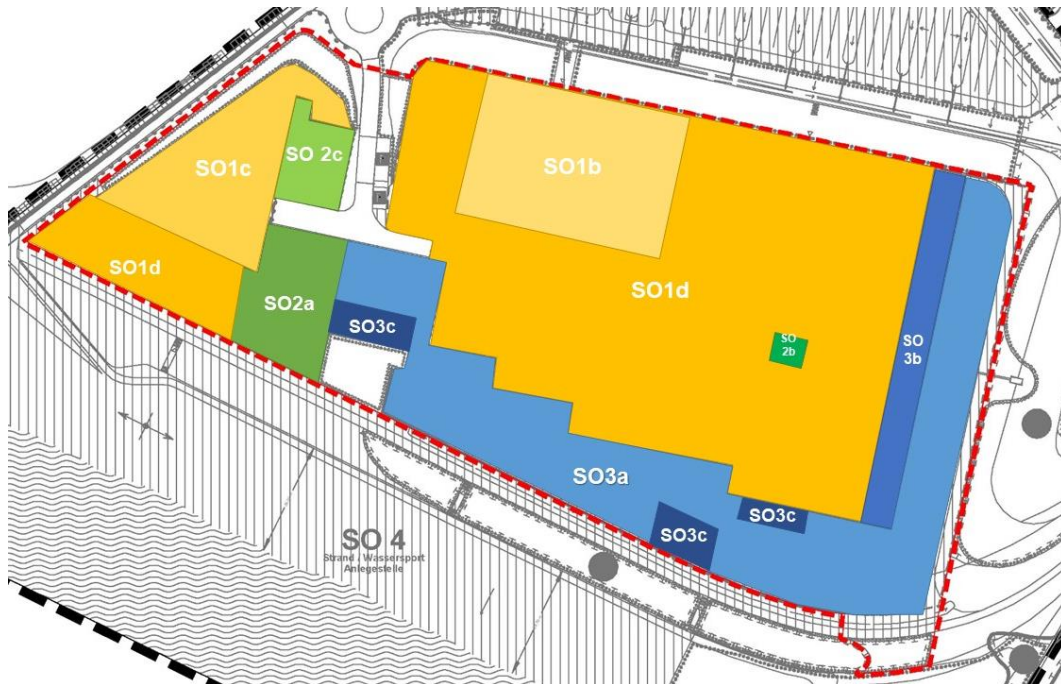 SO1b
SO 2c
SO1c
SO1d
SO1d
SO2a
SO3c
SO
2b
SO
3b
SO3a
SO3c
SO3c
SO 4
Strand / Wassersport
Anlegestelle